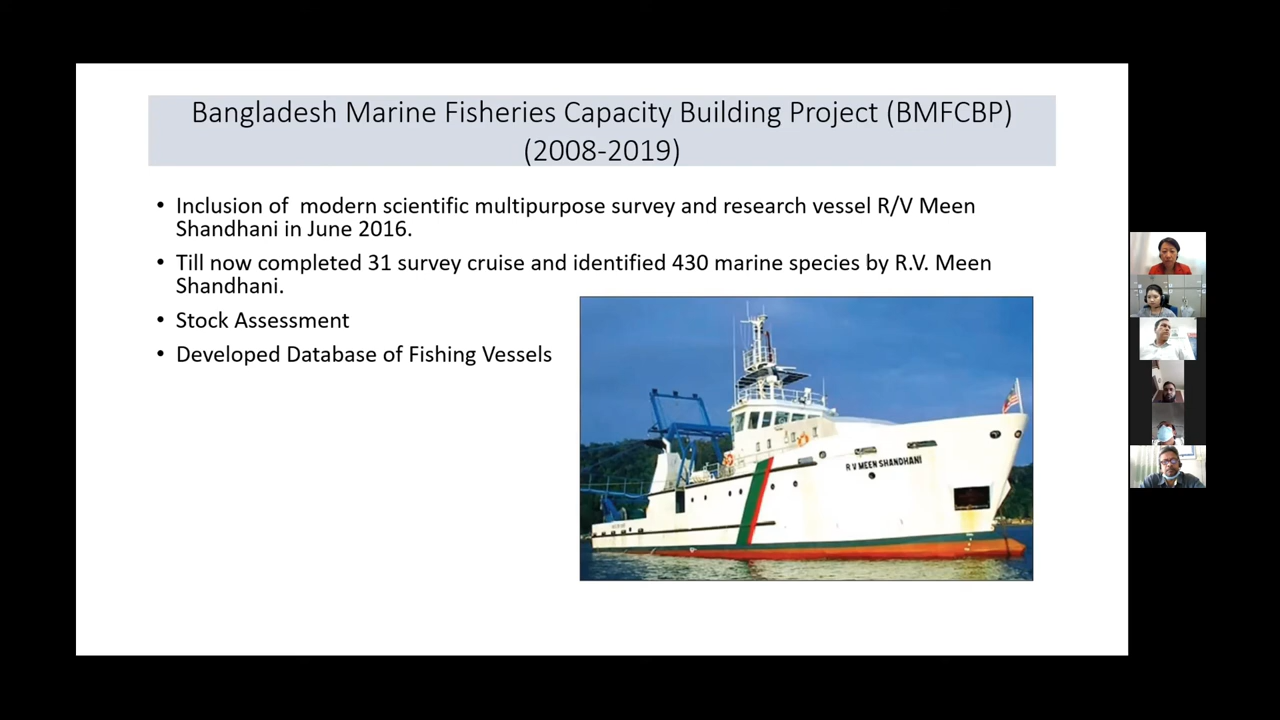 Bangladesh Marine Fisheries Capacity Building Project (BMFCBP)
(2008-2019)
• Inclusion of  modern scientific multipurpose survey and research vessel R/V Meen
Shandhani in June 2016.
• Till now completed 31 survey cruise and identified 430 marine species by R.V. Meen
Shandhani.
• Stock Assessment
• Developed Database of Fishing Vessels
R V MEEN SHANDHANI